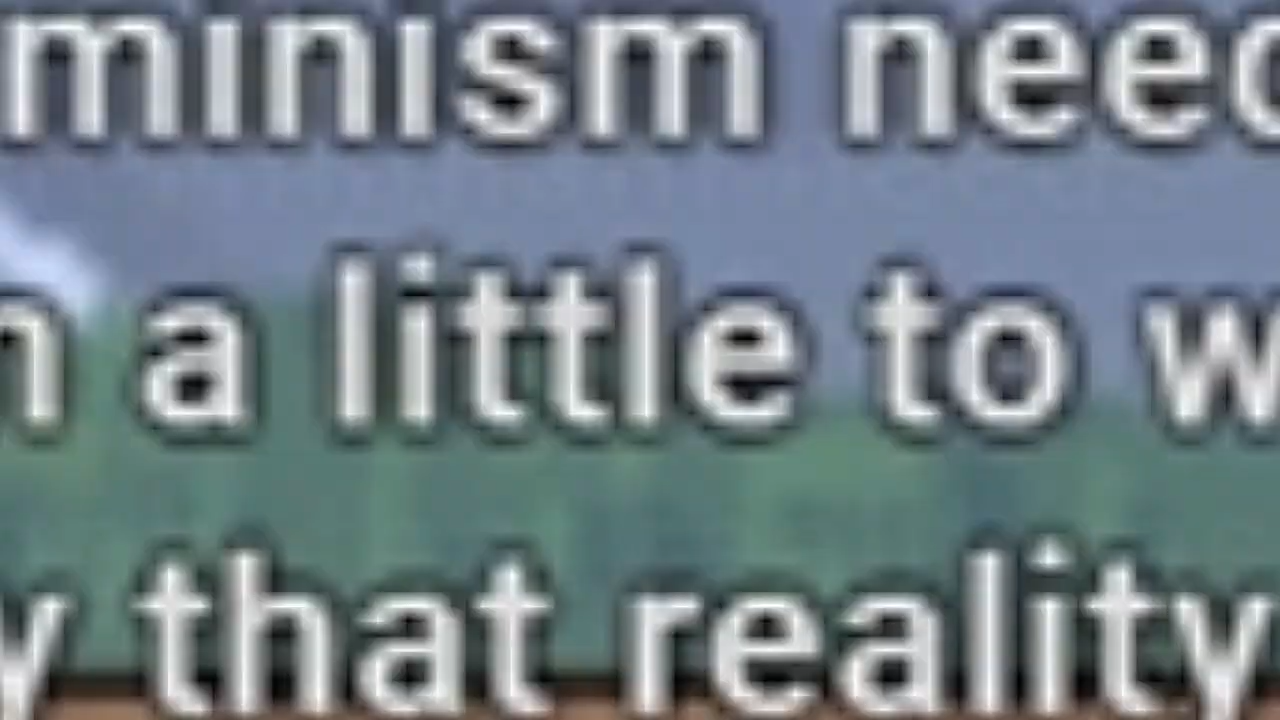 minism need
n a little to w
y that reality